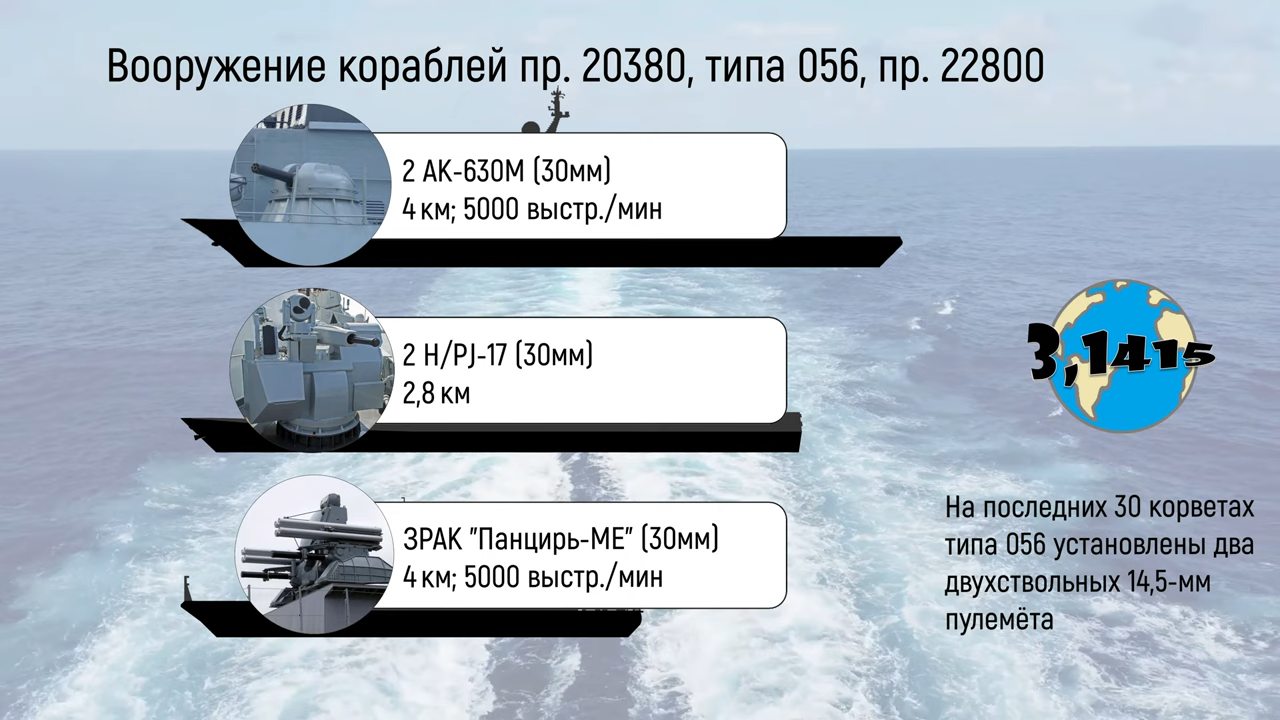 Вооружение кораблей пр. 20380, типа 056, пр. 22800
2 АК-630М (30мм)
4 км; 5000 выстр./мин
2 H/PJ-17 (30мм)
2,8 км
ЗРАК "Панцирь-МЕ" (30мм)
4 км; 5000 выстр./мин
3,1415
На последних 30 корветах
типа 056 установлены два
двухствольных 14,5-мм
пулемёта